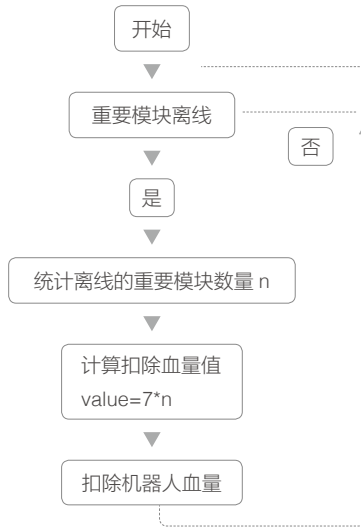 开始
重要模块离线
否
是
统计离线的重要模块数量 n
计算扣除血量值
value=7*n
扣除机器人血量